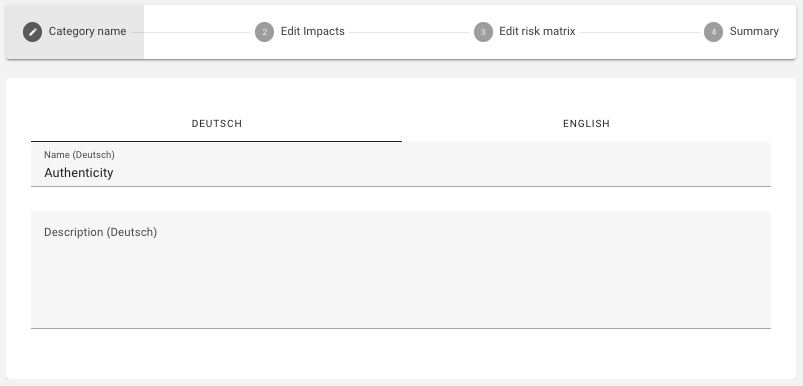 Category name
2 Edit Impacts
3 Edit risk matrix
4 Summary
DEUTSCH
ENGLISH
Name (Deutsch)
Authenticity
Description (Deutsch)